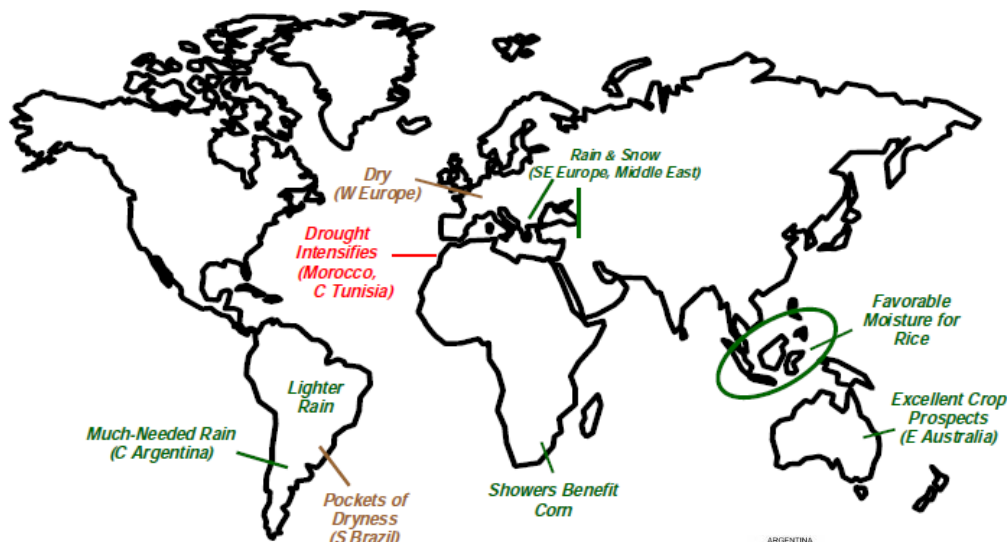 Dry
(W Europe)
Rain & Snow
(SE Europe, Middle East)
Drought
Intensifies
(Morocco,
C Tunisia)
Favorable
Moisture for
Rice
Lighter
Rain
Excellent Crop
Prospects
(E Australia)
Much-Needed Rain
(C Argentina)
Showers Benefit
Corn
Pockets of
Dryness
(S Brazil)
ARGENTINA